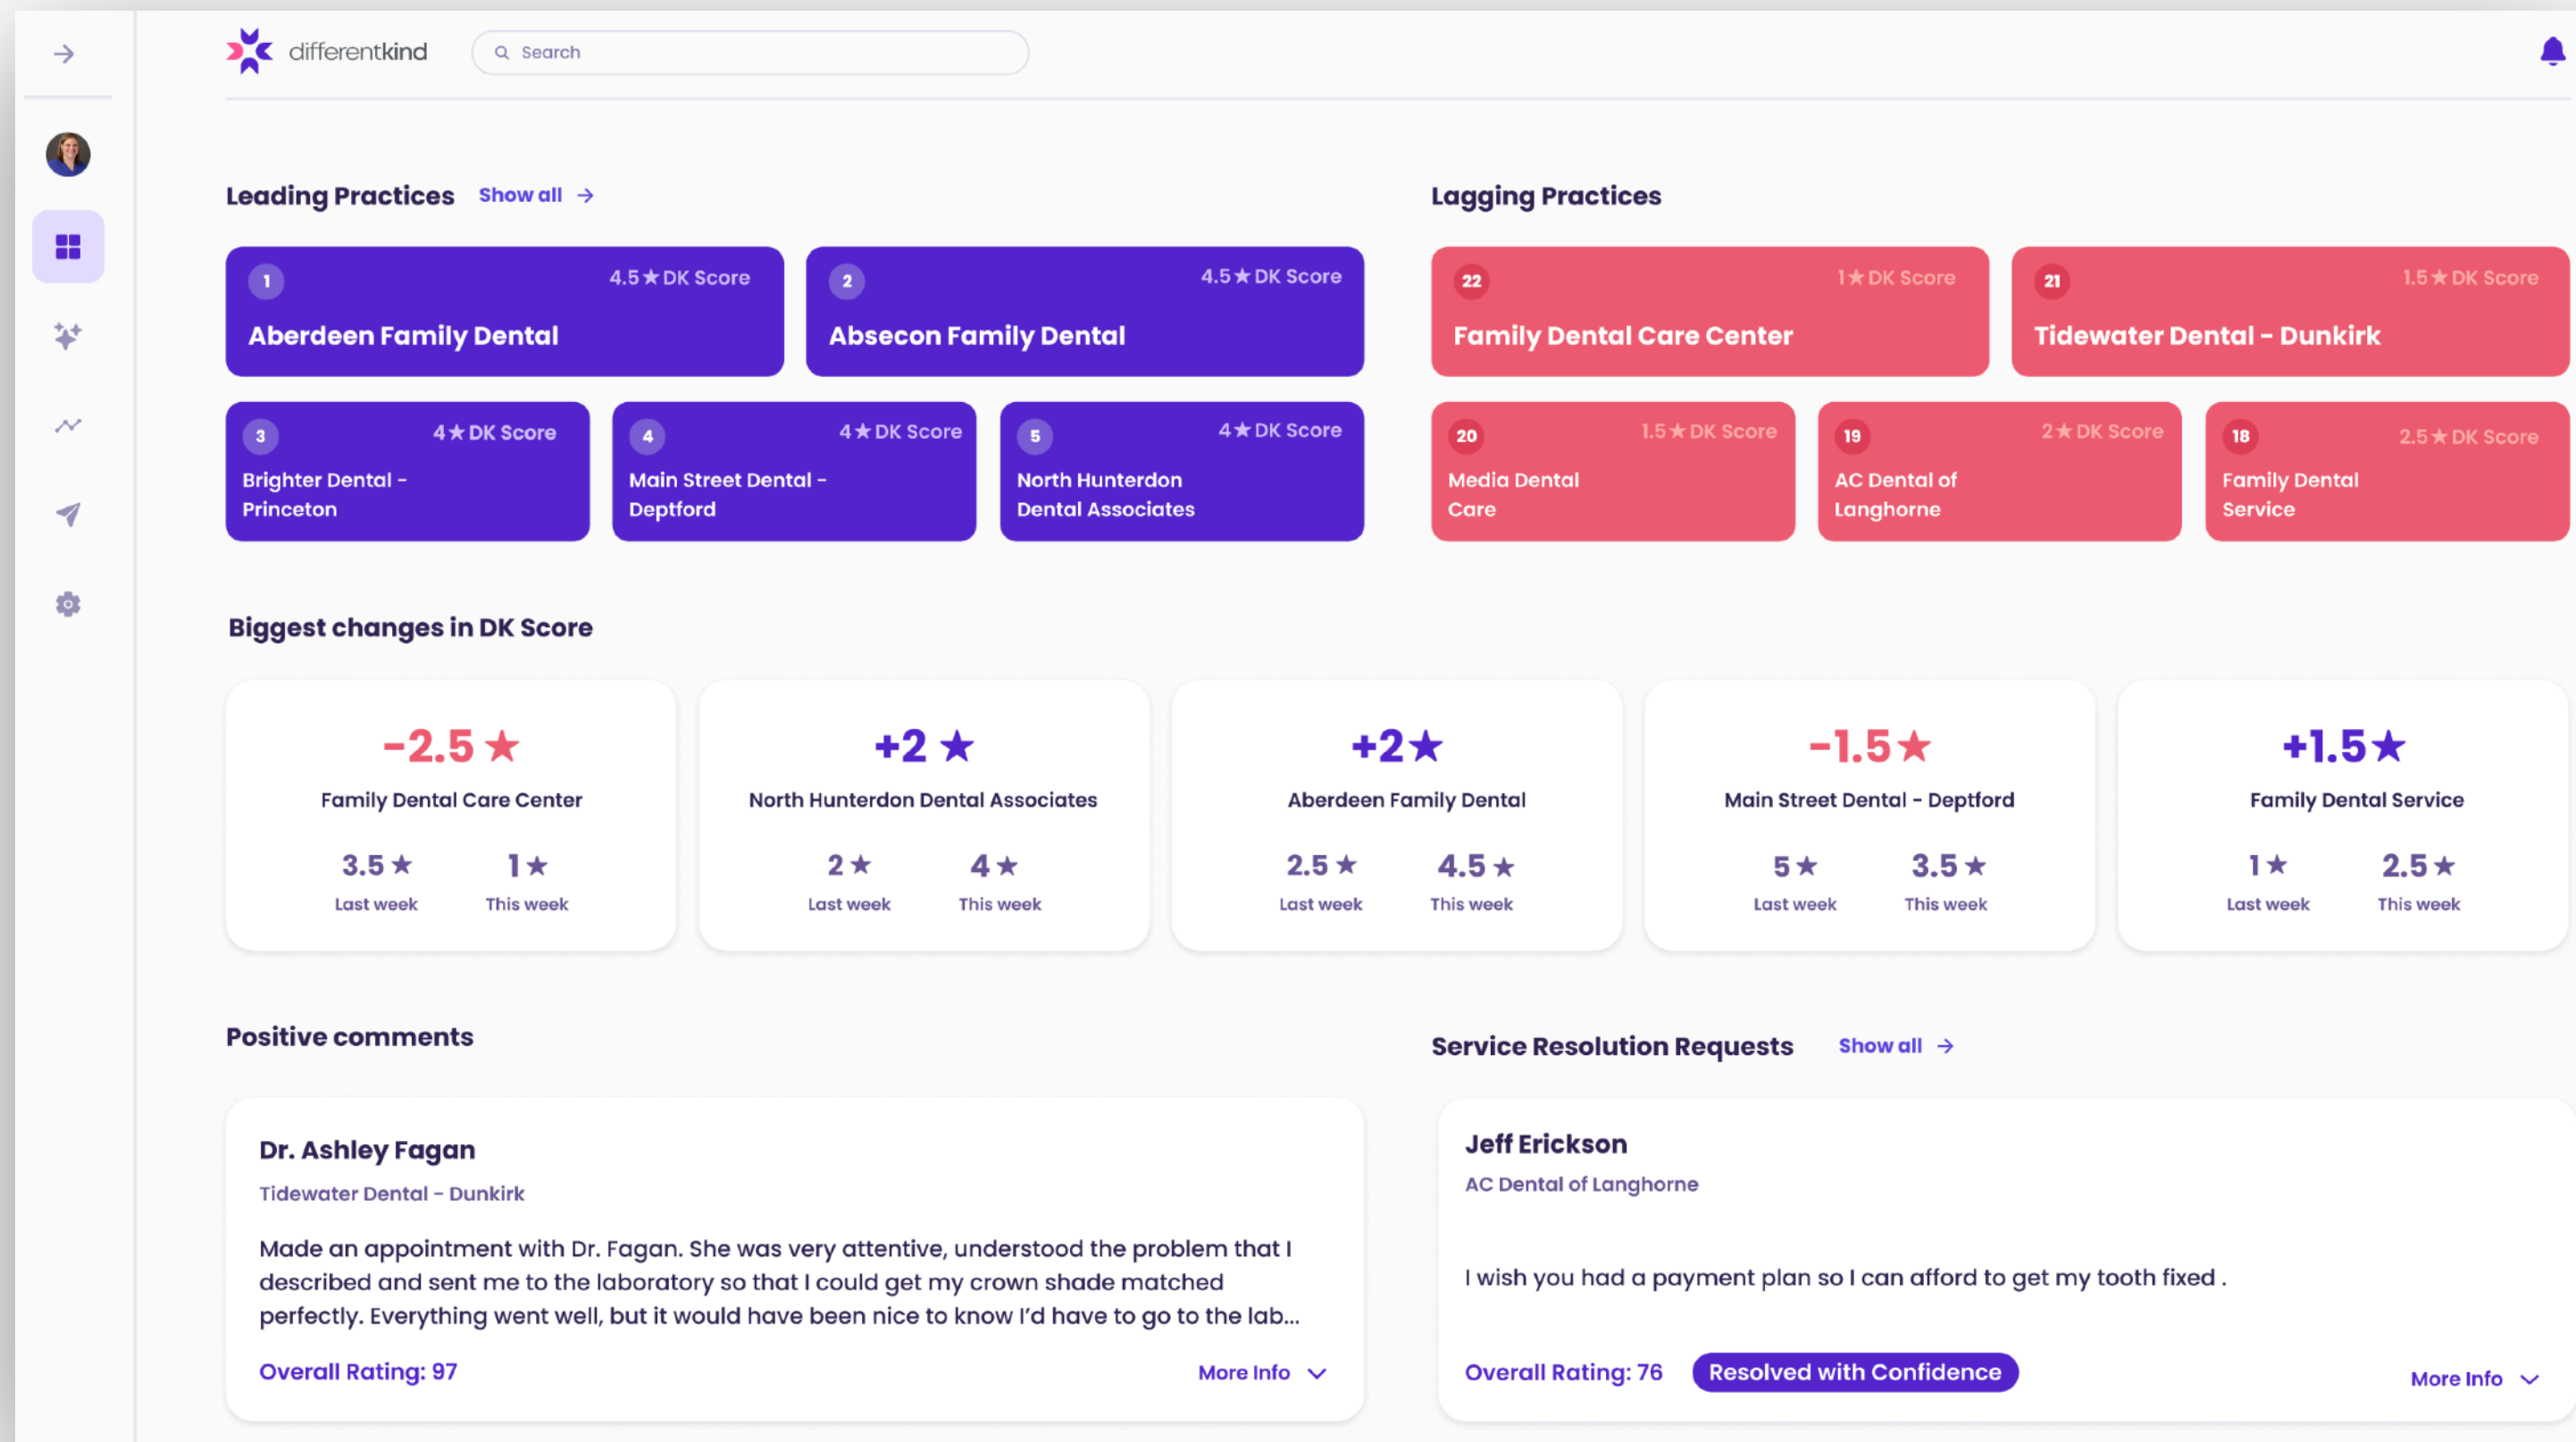 differentkind
Search
Leading Practices Show all
1 4.5★DK Score
Aberdeen Family Dental
2 4.5★DK Score
Absecon Family Dental
3 4★DK Score
Brighter Dental -
Princeton
4 4★DK Score
Main Street Dental -
Deptford
5 4★DK Score
North Hunterdon
Dental Associates
Lagging Practices
22 1★DK Score
Family Dental Care Center
21 1.5★DK Score
Tidewater Dental - Dunkirk
20 1.5★DK Score
Media Dental
Care
19 2★DK Score
AC Dental of
Langhorne
18 2.5★DK Score
Family Dental
Service
Biggest changes in DK Score
-2.5 ★
Family Dental Care Center
3.5 ★ 1 ★
Last week This week
+2 ★
North Hunterdon Dental Associates
2 ★ 4 ★
Last week This week
+2★
Aberdeen Family Dental
2.5 ★ 4.5 ★
Last week This week
-1.5★
Main Street Dental - Deptford
5 ★ 3.5 ★
Last week This week
+1.5★
Family Dental Service
1 ★ 2.5 ★
Last week This week
Positive comments
Dr. Ashley Fagan
Tidewater Dental - Dunkirk
Made an appointment with Dr. Fagan. She was very attentive, understood the problem that I
described and sent me to the laboratory so that I could get my crown shade matched
perfectly. Everything went well, but it would have been nice to know I'd have to go to the lab...
Overall Rating: 97 More Info
Service Resolution Requests Show all
Jeff Erickson
AC Dental of Langhorne
I wish you had a payment plan so I can afford to get my tooth fixed .
Overall Rating: 76 Resolved with Confidence More Info